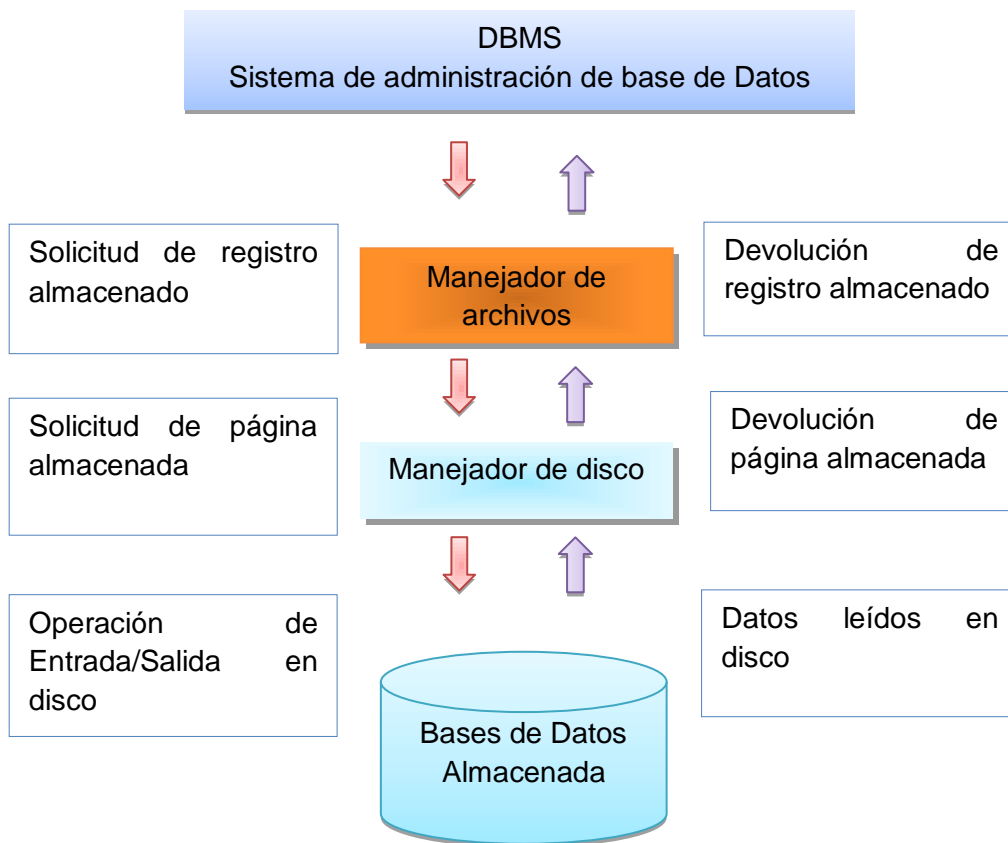 DBMS
Sistema de administración de base de Datos
Solicitud de registro
almacenado
Manejador de
archivos
Devolución de
registro almacenado
Solicitud de página
almacenada
Manejador de disco
Devolución de
página almacenada
Operación de
Entrada/Salida en
disco
Bases de Datos
Almacenada
Datos leídos en
disco